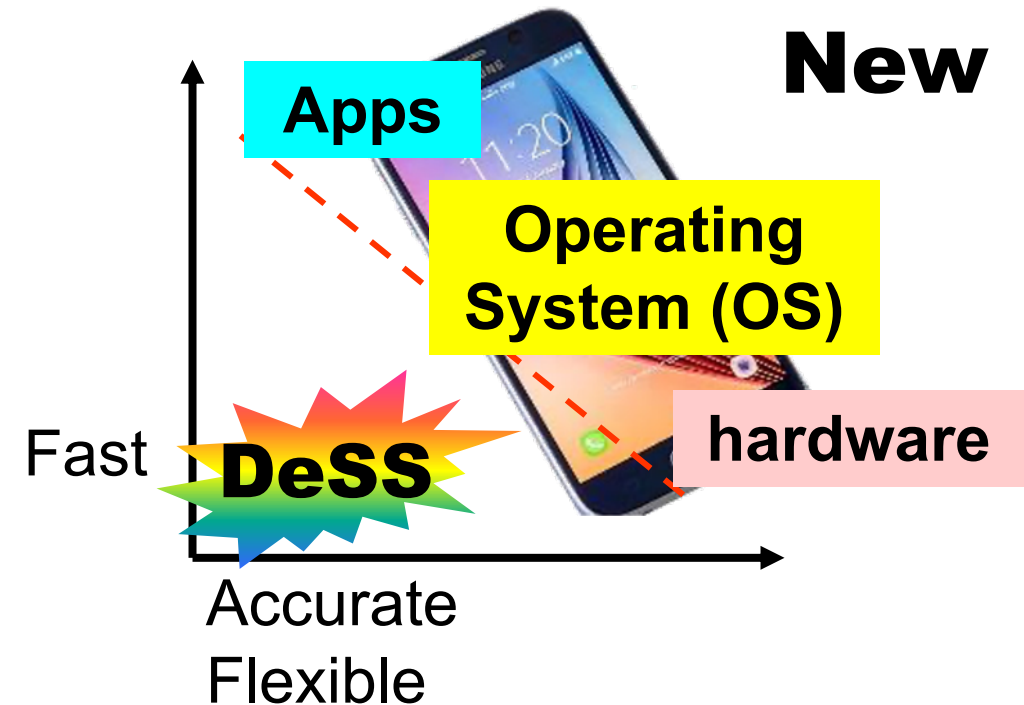 New
Apps
11:20
Operating
System (OS)
hardware
Fast
DeSS
Accurate
Flexible